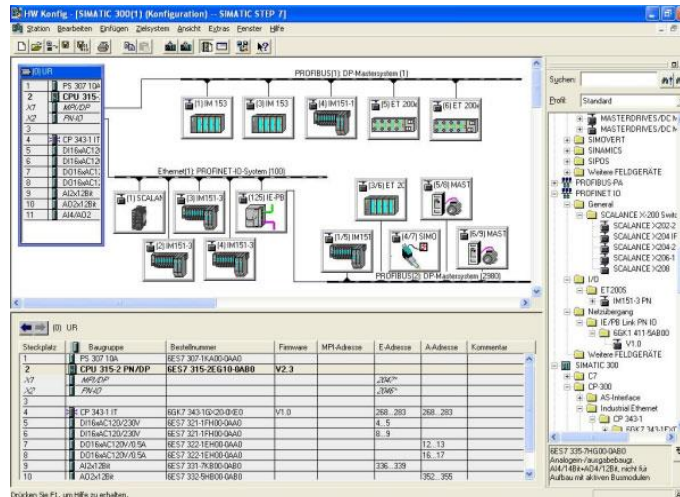 HW Konfig - [SIMATIC 300(1) (Konfiguration) -- SIMATIC STEP 7]
Station Bearbeiten Einfügen Zielsystem Ansicht Extras Fenster Hilfe
(0) UR
1 PS 307 10A
2 CPU 315-
X1 MPI/DP
X2 PN-IO
3
4 CP 343-1 IT
5 DI16xAC12
6 DI16xAC12
7 DO16xAC1
8 DO16xAC1
9 AI2x12Bit
10 AO2x12Bit
11 AI4/AO2
PROFIBUS(1): DP-Mastersystem (1)
(1) IM 153
(3) IM 153
(4) IM151-1
(5) ET 200
(6) ET 200
Ethernet(1): PROFINET-IO-System (100)
(1) SCALAN
(3) IM151-3
(125) IE-PB
(2) IM151-3
(4) IM151-3
(3/6) ET 20
(5/8) MAST
(1/5) IM151
(4/7) SIMO
(6/9) MAST
PROFIBUS(2): DP-Mastersystem (2980)
Suchen:
Profil: Standard
MASTERDRIVES/DC M
MASTERDRIVES/DC M
SIMOVERT
SINAMICS
SIPOS
Weitere FELDGERÄTE
PROFIBUS-PA
PROFINET IO
General
SCALANCE X-200 Switc
SCALANCE X202-2
SCALANCE X204 IF
SCALANCE X204-2
SCALANCE X206-1
SCALANCE X208
I/O
ET200S
IM151-3 PN
Netzübergang
IE/PB Link PN IO
6GK1 411-5AB00
V1.0
Weitere FELDGERÄTE
SIMATIC 300
C7
CP-300
AS-Interface
Industrial Ethernet
CP 343-1
6GK7 343-1EX
6ES7 335-7HG00-0AB0
Analogein-/ausgabebaugr.
AI4/14Bit+AO4/12Bit, nicht für
Aufbau mit aktiven Busmodulen
(0) UR
Steckplatz Baugruppe Bestellnummer Firmware MPI-Adresse E-Adresse A-Adresse Kommentar
1 PS 307 10A 6ES7 307-1KA00-0AA0
2 CPU 315-2 PN/DP 6ES7 315-2EG10-0AB0 V2.3
X1 MPI/DP 2047*
X2 PN-IO 2046*
3
4 CP 343-1 IT 6GK7 343-1GX20-0XE0 V1.0 268...283 268...283
5 DI16xAC120/230V 6ES7 321-1FH00-0AA0 4...5
6 DI16xAC120/230V 6ES7 321-1FH00-0AA0 8...9
7 DO16xAC120V/0.5A 6ES7 322-1EH00-0AA0 12...13
8 DO16xAC120V/0.5A 6ES7 322-1EH00-0AA0 16...17
9 AI2x12Bit 6ES7 331-7KB00-0AB0 336...339
10 AO2x12Bit 6ES7 332-5HB00-0AB0 352...355
Drücken Sie F1, um Hilfe zu erhalten.